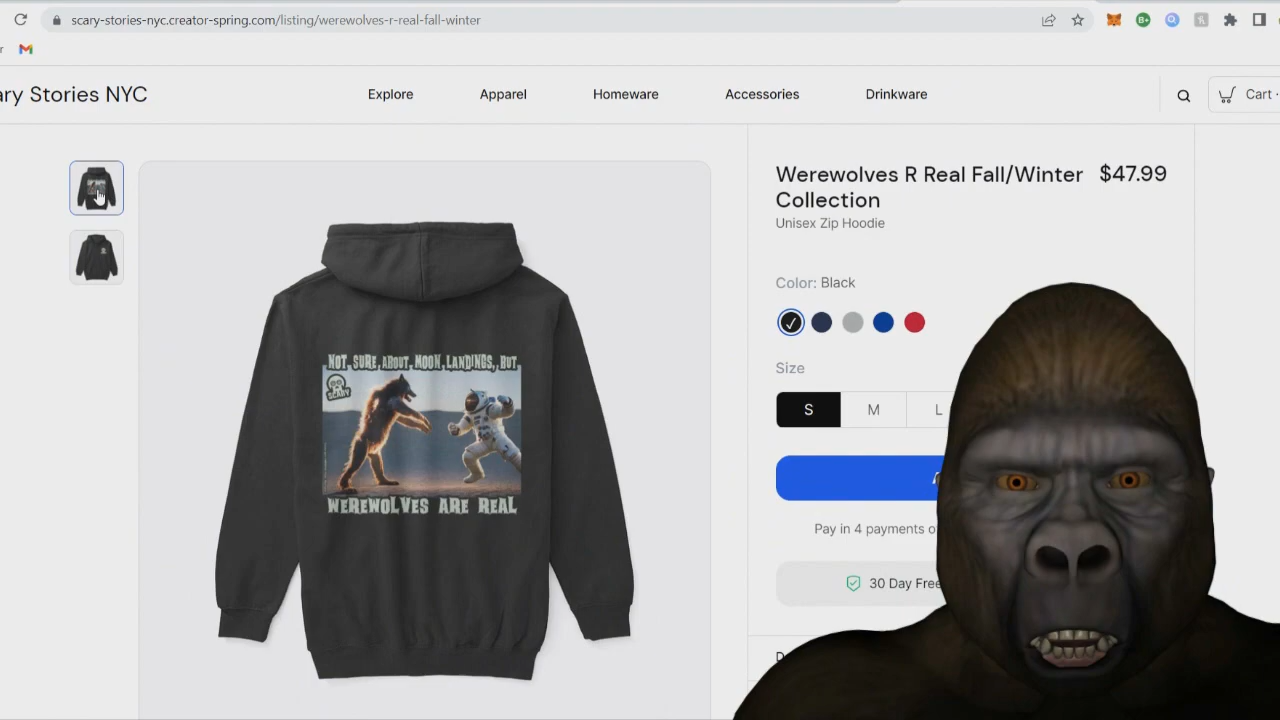 scary-stories-nyc.creator-spring.com/listing/werewolves-r-real-fall-winter
r
ary Stories NYC
Explore
Apparel
Homeware
Accessories
Drinkware
Cart ·
Werewolves R Real Fall/Winter
Collection
$47.99
Unisex Zip Hoodie
Color: Black
Size
S
M
L
NOT SURE ABOUT MOON LANDINGS, BUT
SCARY
WEREWOLVES ARE REAL
Pay in 4 payments o
30 Day Free